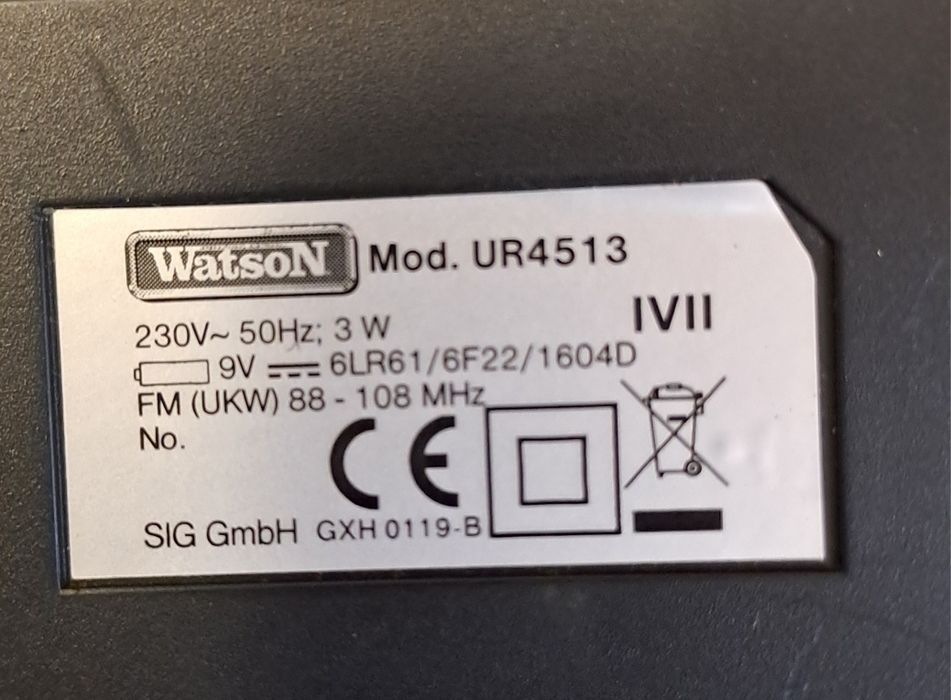 WatsoN Mod. UR4513
IVII
230V~ 50Hz; 3 W
9V 6LR61/6F22/1604D
FM (UKW) 88 - 108 MHz
No.
CE
SIG GmbH GXH 0119-B